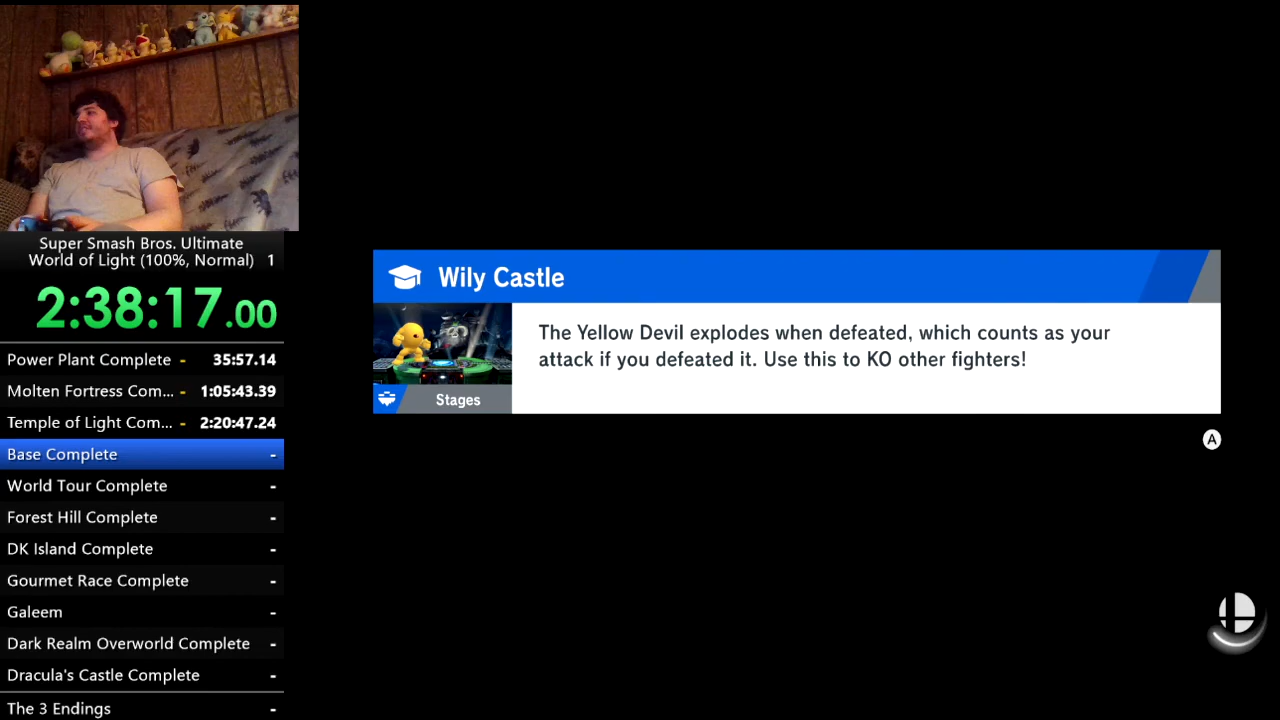 Super Smash Bros. Ultimate
World of Light (100%, Normal) 1
2:38:17.00
Power Plant Complete - 35:57.14
Molten Fortress Com... - 1:05:43.39
Temple of Light Com... - 2:20:47.24
Base Complete -
World Tour Complete -
Forest Hill Complete -
DK Island Complete -
Gourmet Race Complete -
Galeem -
Dark Realm Overworld Complete -
Dracula's Castle Complete -
The 3 Endings -
Wily Castle
The Yellow Devil explodes when defeated, which counts as your
attack if you defeated it. Use this to KO other fighters!
Stages
A